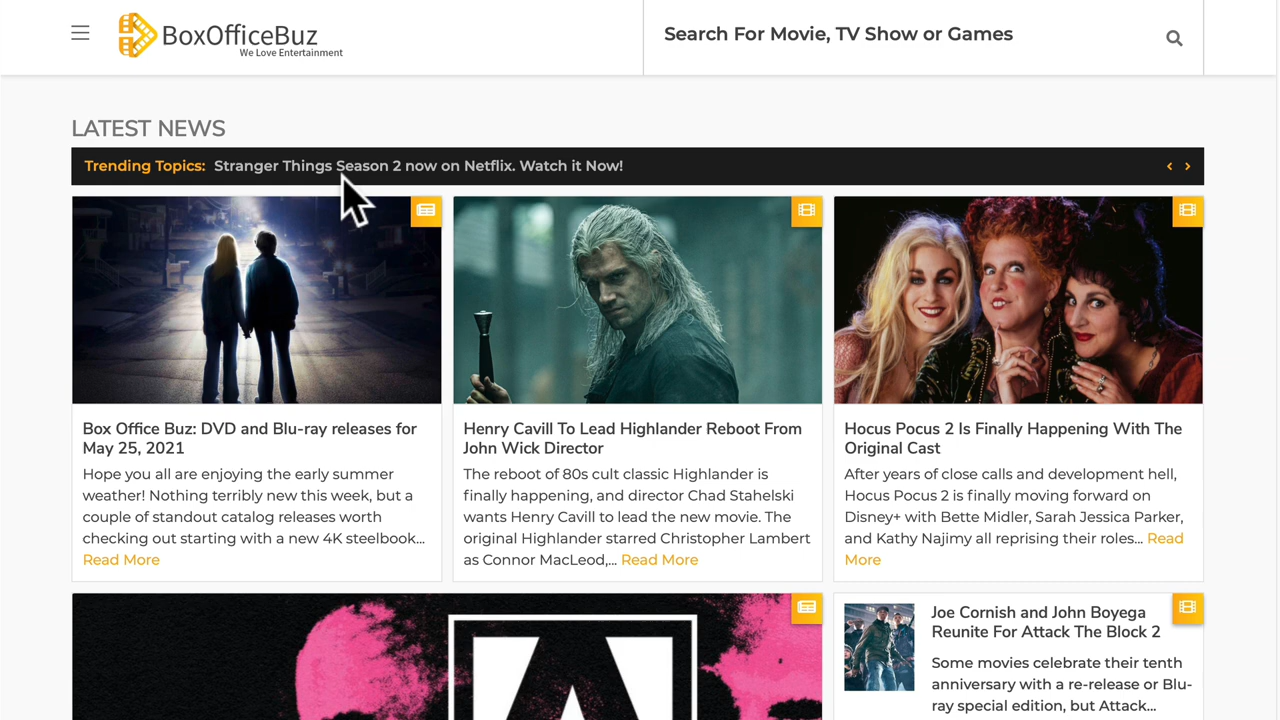 BoxOfficeBuz
We Love Entertainment
Search For Movie, TV Show or Games
LATEST NEWS
Trending Topics: Stranger Things Season 2 now on Netflix. Watch it Now!
Box Office Buz: DVD and Blu-ray releases for
May 25, 2021
Hope you all are enjoying the early summer
weather! Nothing terribly new this week, but a
couple of standout catalog releases worth
checking out starting with a new 4K steelbook...
Read More
Henry Cavill To Lead Highlander Reboot From
John Wick Director
The reboot of 80s cult classic Highlander is
finally happening, and director Chad Stahelski
wants Henry Cavill to lead the new movie. The
original Highlander starred Christopher Lambert
as Connor MacLeod,... Read More
Hocus Pocus 2 Is Finally Happening With The
Original Cast
After years of close calls and development hell,
Hocus Pocus 2 is finally moving forward on
Disney+ with Bette Midler, Sarah Jessica Parker,
and Kathy Najimy all reprising their roles... Read
More
Joe Cornish and John Boyega
Reunite For Attack The Block 2
Some movies celebrate their tenth
anniversary with a re-release or Blu-
ray special edition, but Attack...